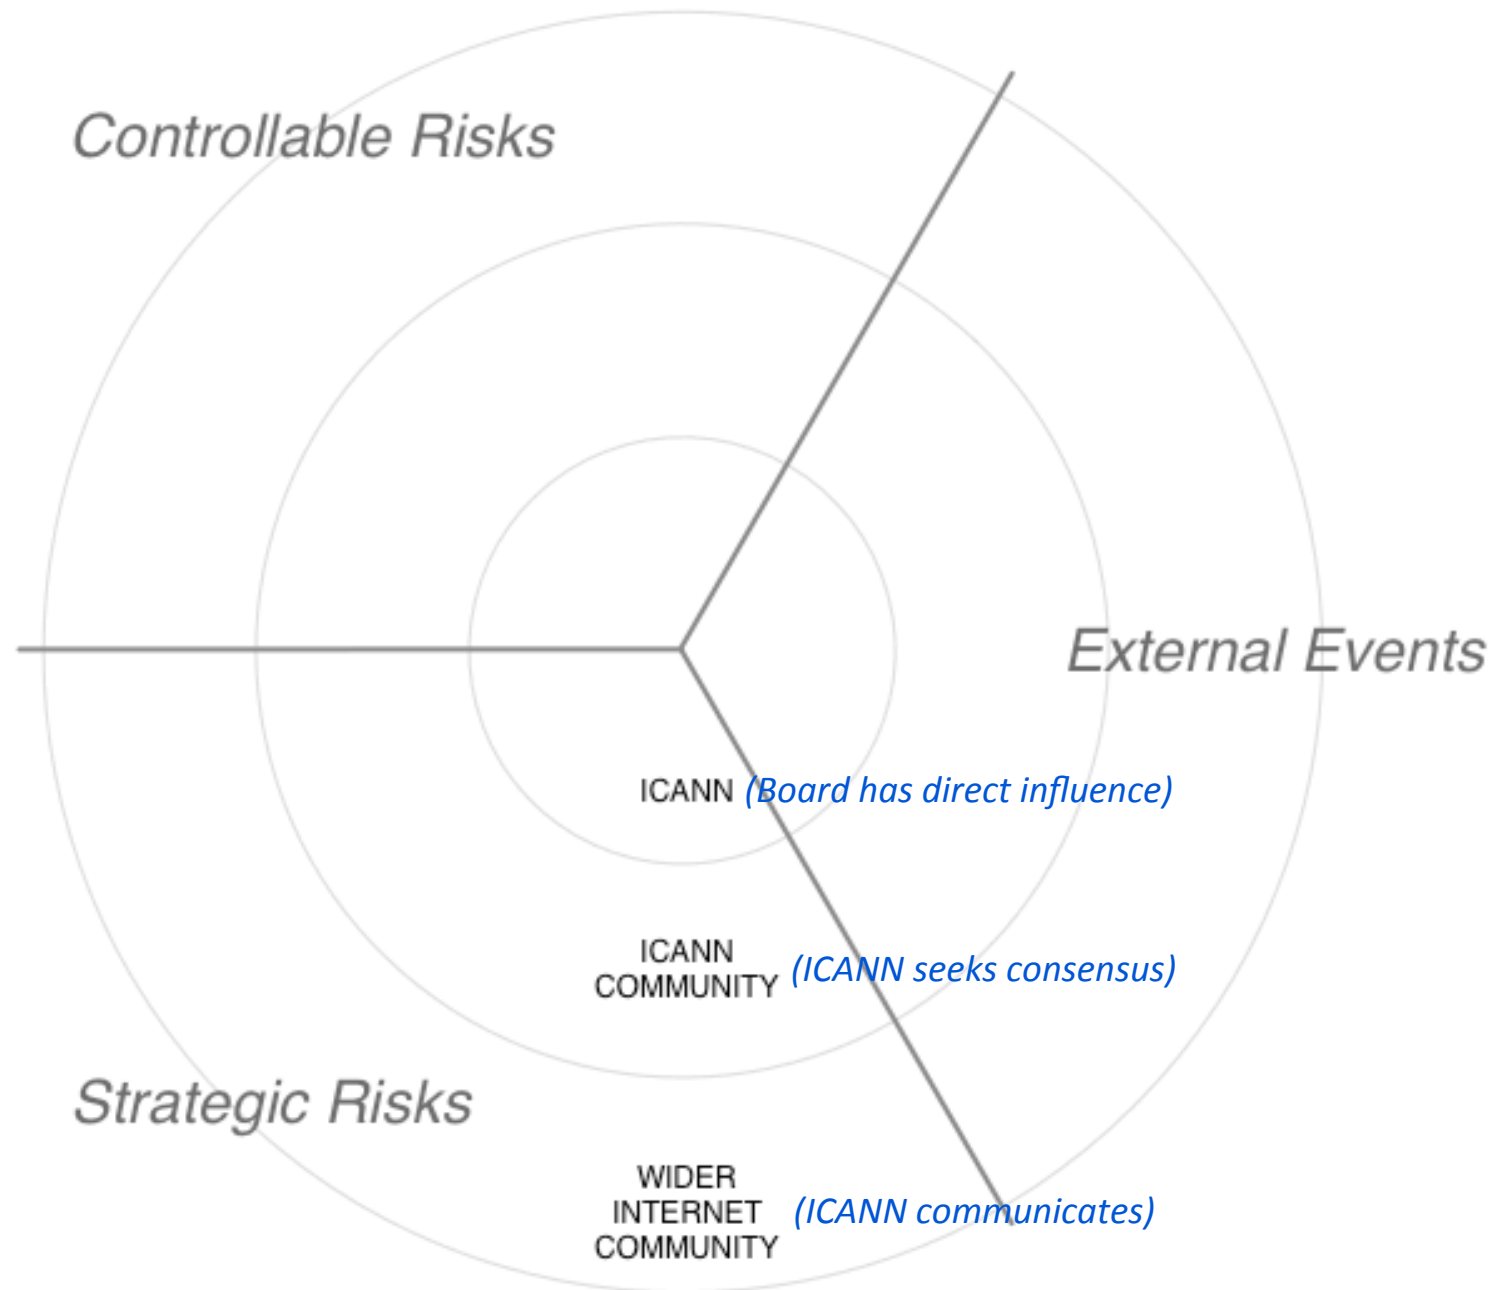 Controllable Risks
External Events
ICANN (Board has direct influence)
ICANN
COMMUNITY (ICANN seeks consensus)
Strategic Risks
WIDER
INTERNET (ICANN communicates)
COMMUNITY